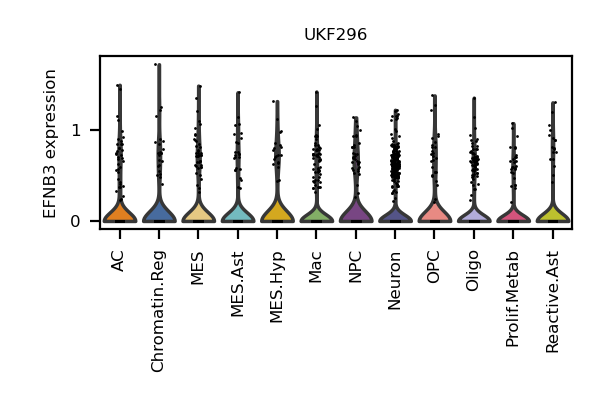 UKF296
EFNB3 expression
1
0
AC
Chromatin.Reg
MES
MES.Ast
MES.Hyp
Mac
NPC
Neuron
OPC
Oligo
Prolif.Metab
Reactive.Ast